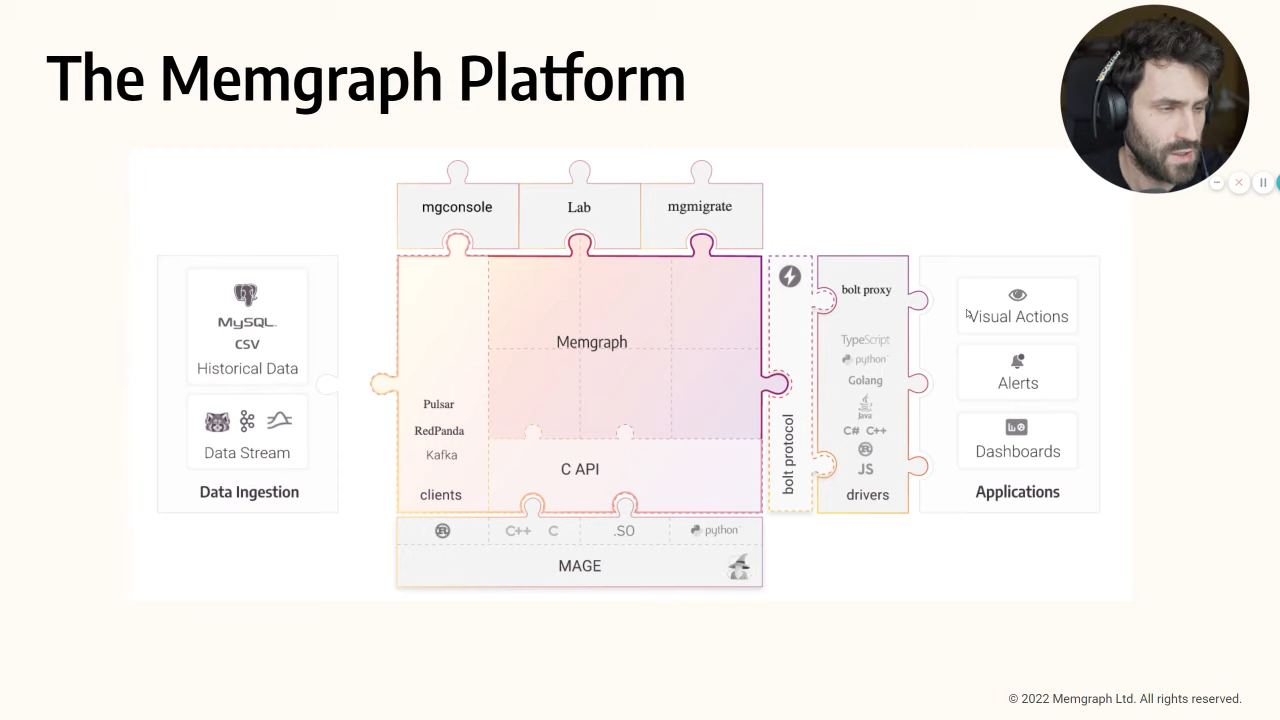 The Memgraph Platform
mgconsole
Lab
mgmigrate
MySQL
CSV
Historical Data
Data Stream
Data Ingestion
Memgraph
Pulsar
RedPanda
Kafka
clients
C API
C++
C
.SO
python
MAGE
bolt protocol
bolt proxy
TypeScript
python
Golang
Java
C# C++
JS
drivers
Visual Actions
Alerts
Dashboards
Applications
© 2022 Memgraph Ltd. All rights reserved.